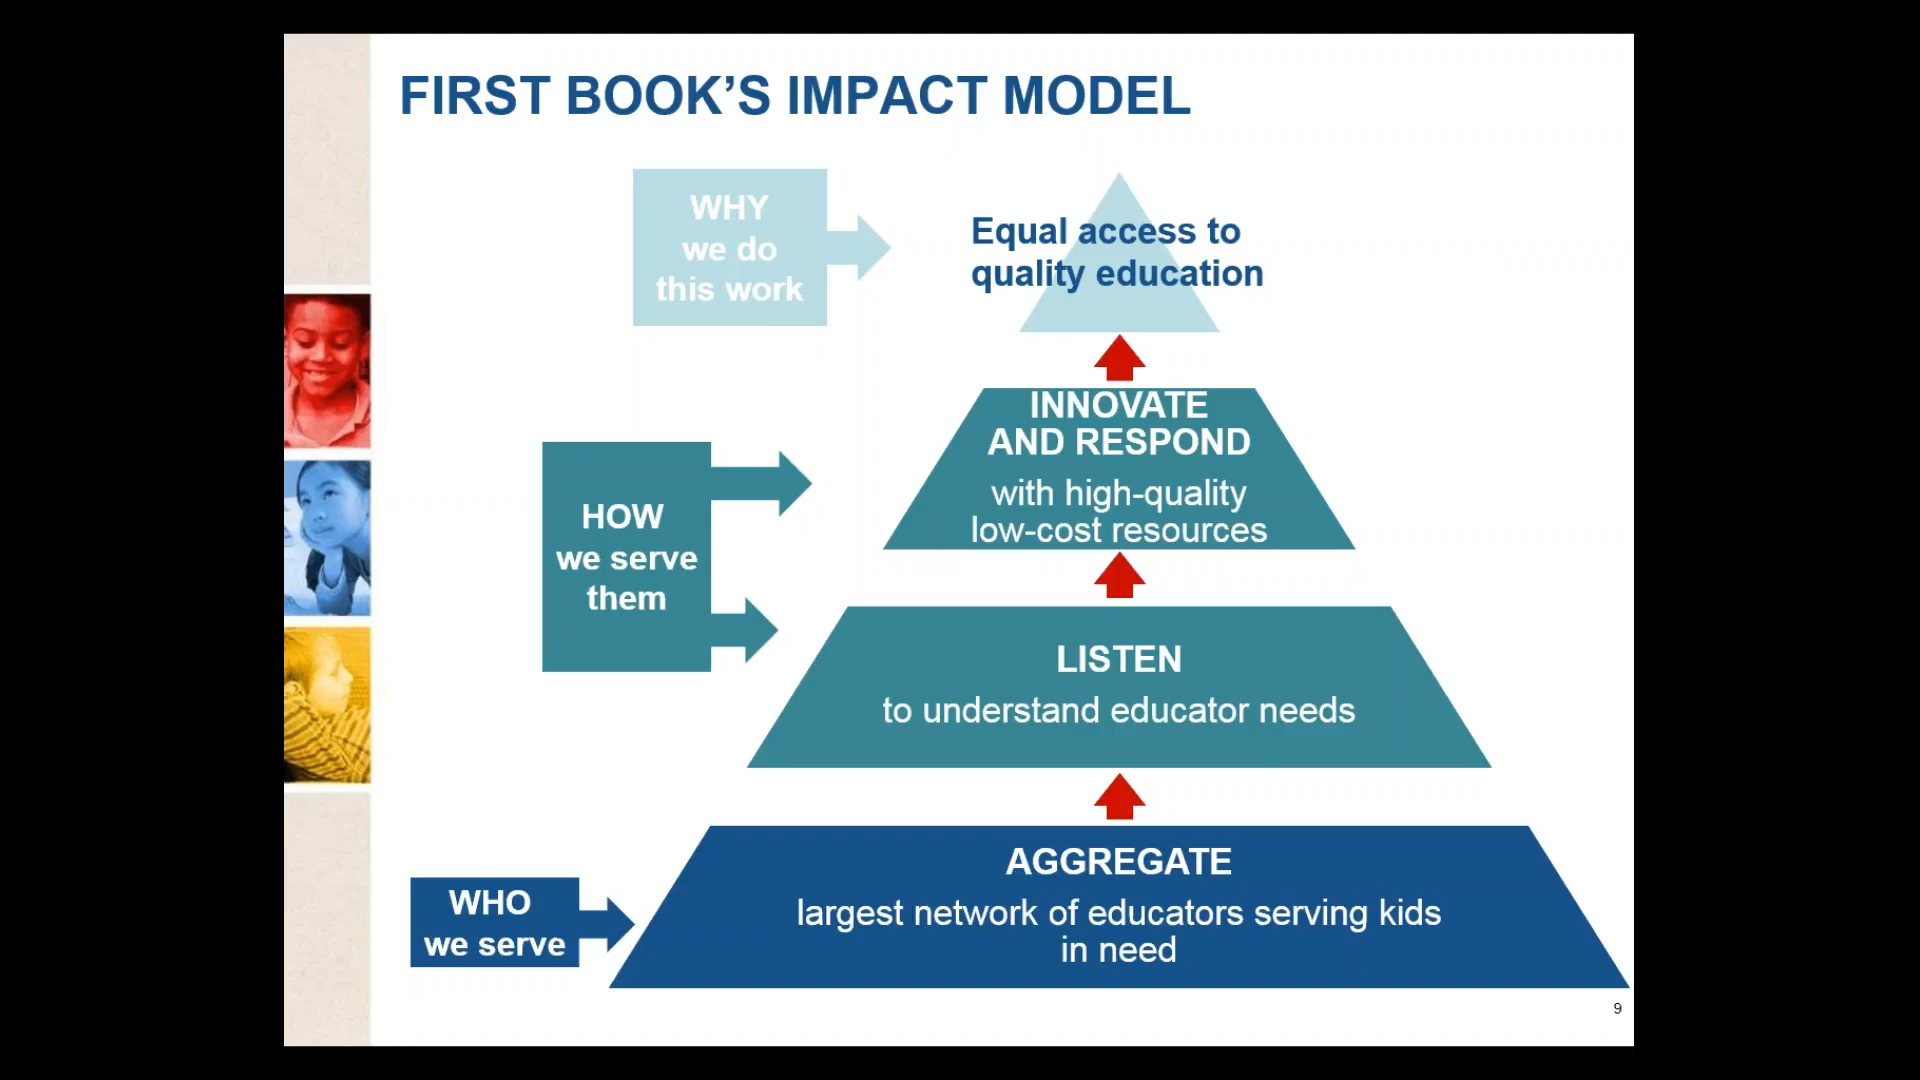 FIRST BOOK’S IMPACT MODEL
WHY
we do
this work
Equal access to
quality education
INNOVATE
AND RESPOND
with high-quality
low-cost resources
HOW
we serve
them
LISTEN
to understand educator needs
AGGREGATE
largest network of educators serving kids
in need
WHO
we serve
9